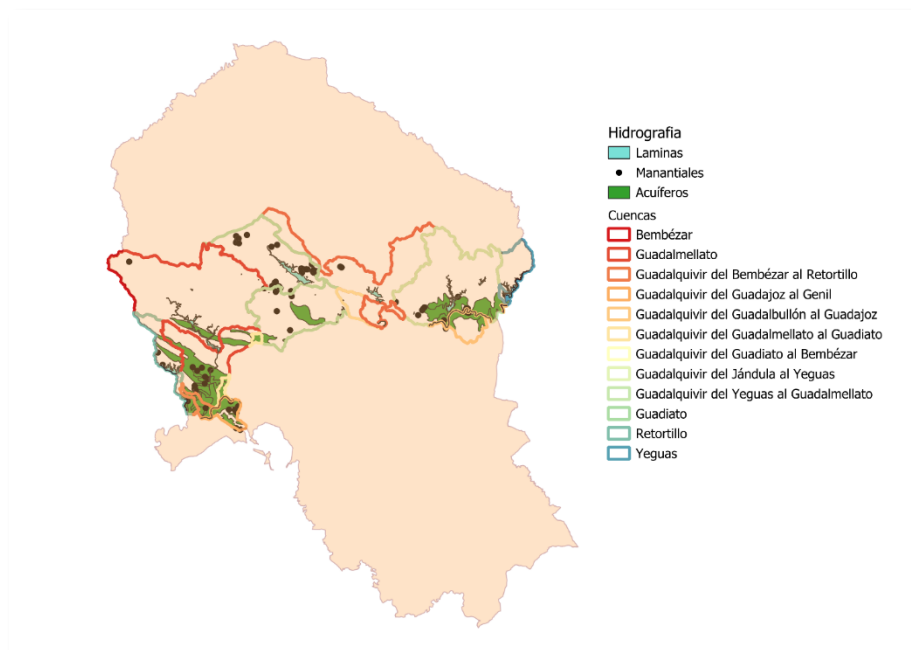 Hidrografia
Laminas
Manantiales
Acuíferos
Cuencas
Bembézar
Guadalmellato
Guadalquivir del Bembézar al Retortillo
Guadalquivir del Guadajoz al Genil
Guadalquivir del Guadalbullón al Guadajoz
Guadalquivir del Guadalmellato al Guadiato
Guadalquivir del Guadiato al Bembézar
Guadalquivir del Jándula al Yeguas
Guadalquivir del Yeguas al Guadalmellato
Guadiato
Retortillo
Yeguas